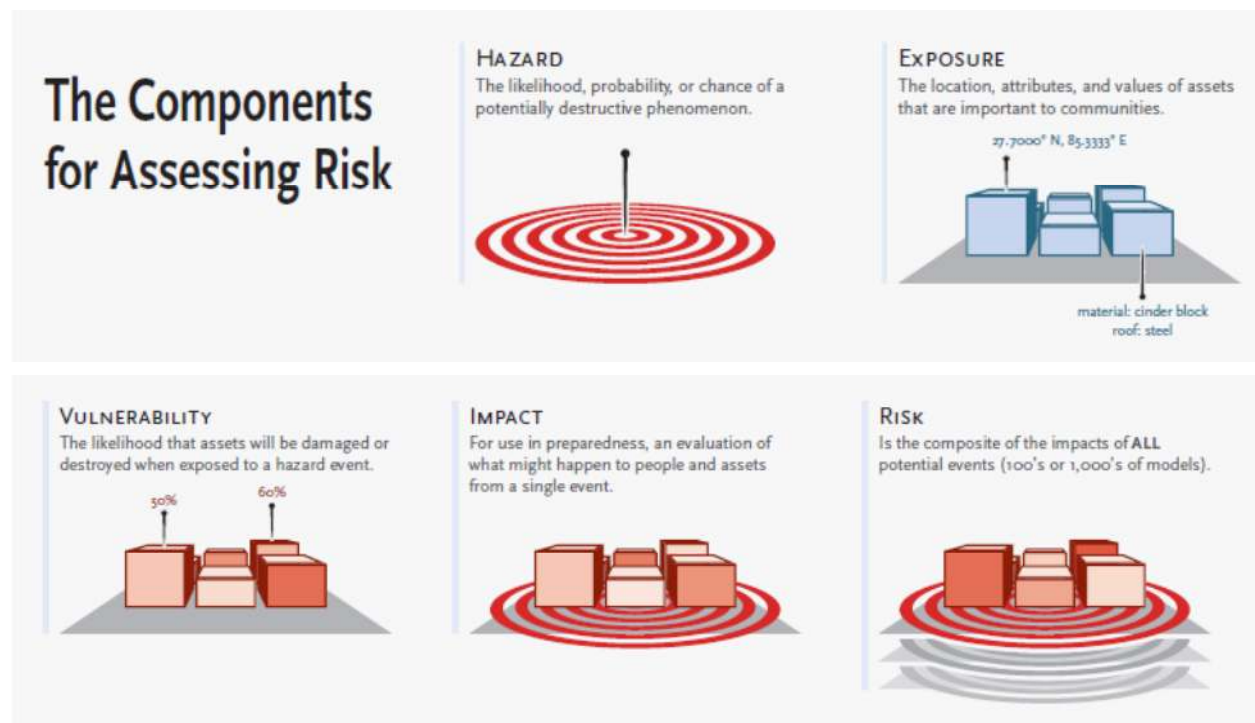 The Components
for Assessing Risk
HAZARD
The likelihood, probability, or chance of a
potentially destructive phenomenon.
EXPOSURE
The location, attributes, and values of assets
that are important to communities.
27.7000° N, 85.3333° E
material: cinder block
roof: steel
VULNERABILITY
The likelihood that assets will be damaged or
destroyed when exposed to a hazard event.
50%
60%
IMPACT
For use in preparedness, an evaluation of
what might happen to people and assets
from a single event.
RISK
Is the composite of the impacts of ALL
potential events (100's or 1,000's of models).